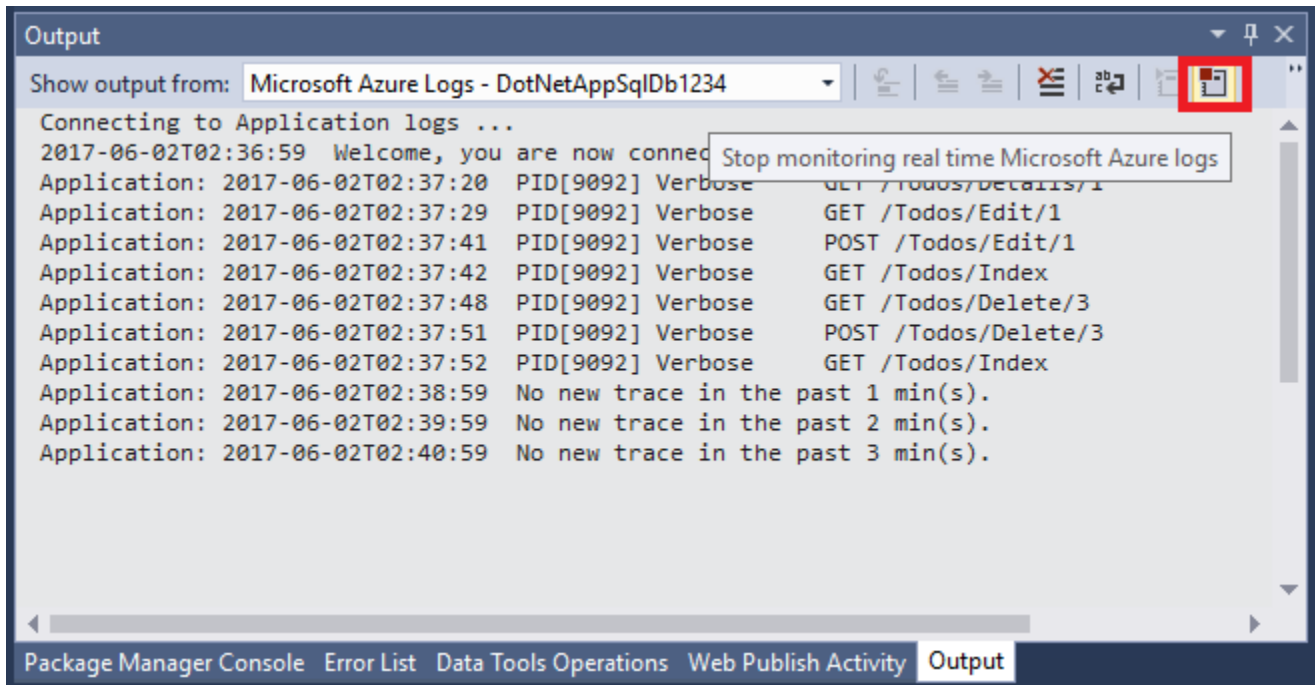 Output
Show output from: Microsoft Azure Logs - DotNetAppSqlDb1234
Connecting to Application logs ...
2017-06-02T02:36:59  Welcome, you are now connec
Stop monitoring real time Microsoft Azure logs
Application: 2017-06-02T02:37:20  PID[9092] Verbose     GET /Todos/Details/1
Application: 2017-06-02T02:37:29  PID[9092] Verbose     GET /Todos/Edit/1
Application: 2017-06-02T02:37:41  PID[9092] Verbose     POST /Todos/Edit/1
Application: 2017-06-02T02:37:42  PID[9092] Verbose     GET /Todos/Index
Application: 2017-06-02T02:37:48  PID[9092] Verbose     GET /Todos/Delete/3
Application: 2017-06-02T02:37:51  PID[9092] Verbose     POST /Todos/Delete/3
Application: 2017-06-02T02:37:52  PID[9092] Verbose     GET /Todos/Index
Application: 2017-06-02T02:38:59  No new trace in the past 1 min(s).
Application: 2017-06-02T02:39:59  No new trace in the past 2 min(s).
Application: 2017-06-02T02:40:59  No new trace in the past 3 min(s).
Package Manager Console  Error List  Data Tools Operations  Web Publish Activity  Output